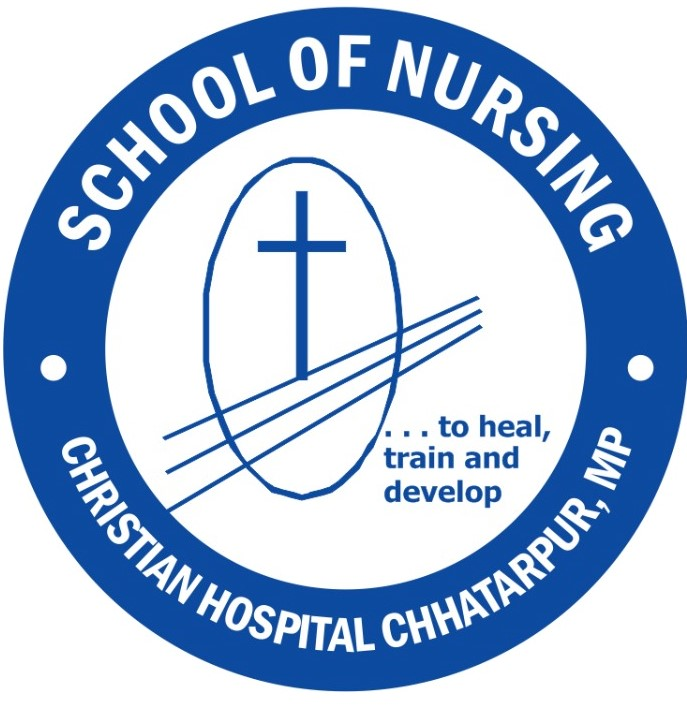 SCHOOL OF NURSING
. . . to heal,
train and
develop
CHRISTIAN HOSPITAL CHHATARPUR, MP